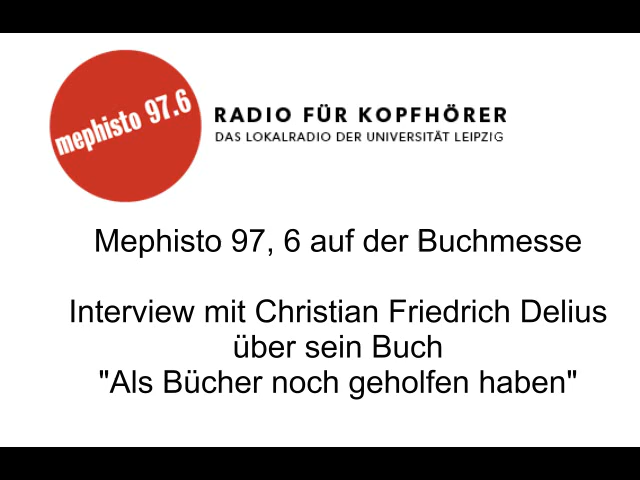 mephisto 97.6
RADIO FÜR KOPFHÖRER
DAS LOKALRADIO DER UNIVERSITÄT LEIPZIG
Mephisto 97, 6 auf der Buchmesse
Interview mit Christian Friedrich Delius
über sein Buch
"Als Bücher noch geholfen haben"